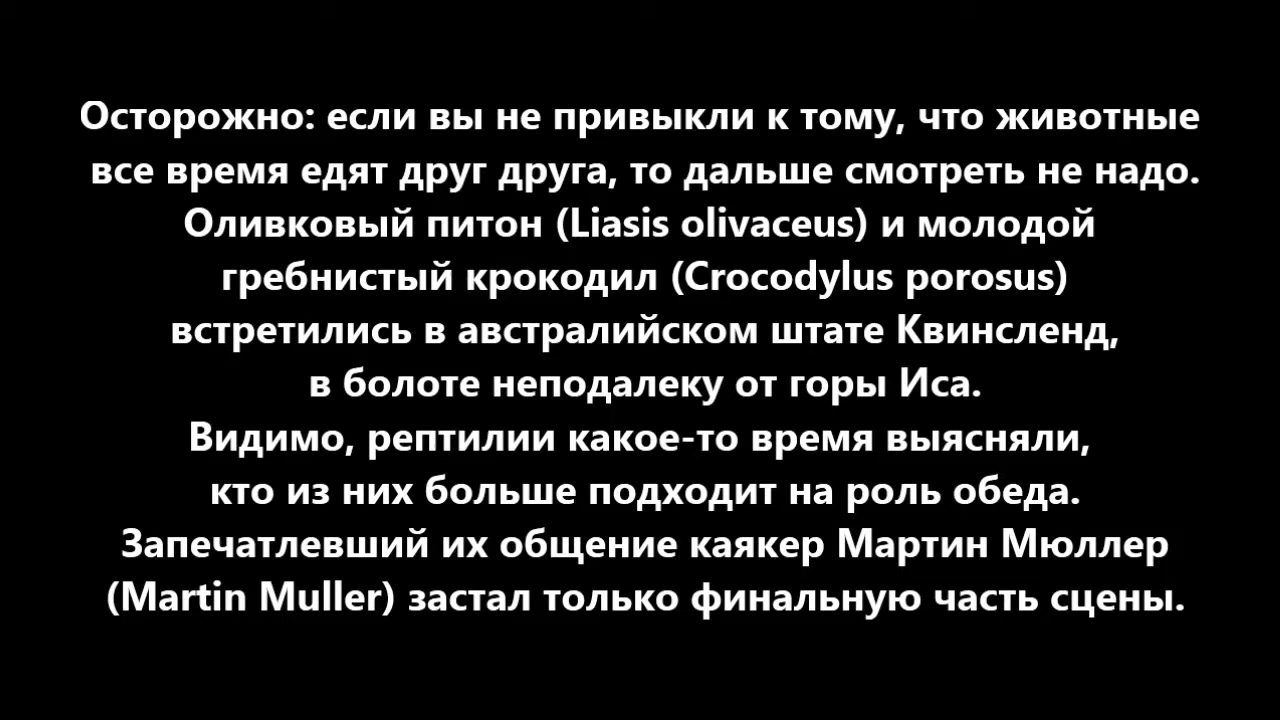 Осторожно: если вы не привыкли к тому, что животные
все время едят друг друга, то дальше смотреть не надо.
Оливковый питон (Liasis olivaceus) и молодой
гребнистый крокодил (Crocodylus porosus)
встретились в австралийском штате Квинсленд,
в болоте неподалеку от горы Иса.
Видимо, рептилии какое-то время выясняли,
кто из них больше подходит на роль обеда.
Запечатлевший их общение каякер Мартин Мюллер
(Martin Muller) застал только финальную часть сцены.